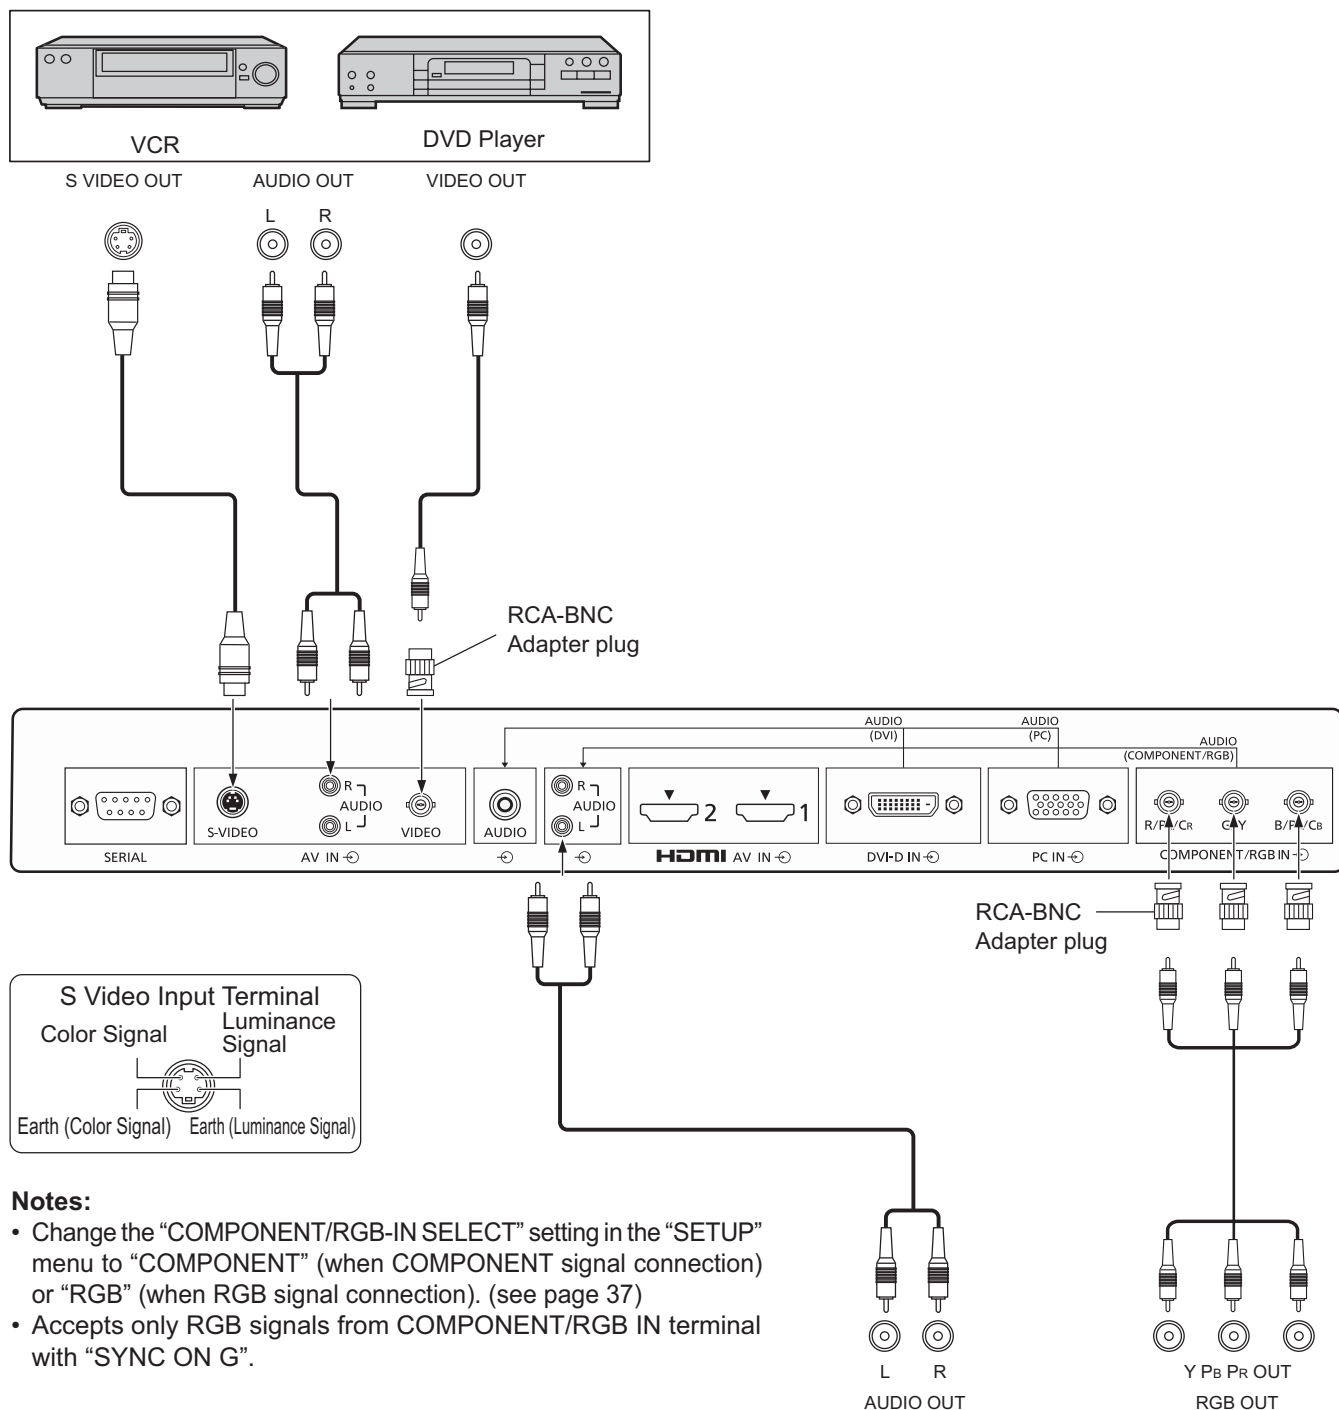 VCR
DVD Player
S VIDEO OUT
AUDIO OUT
VIDEO OUT
L R
RCA-BNC
Adapter plug
AUDIO
(DVI)
AUDIO
(PC)
AUDIO
(COMPONENT/RGB)
SERIAL
S-VIDEO
R
AUDIO
L
VIDEO
AV IN
AUDIO
R
AUDIO
L
2 1
HDMI AV IN
DVI-D IN
PC IN
R/PR/CR G/Y B/PB/CB
COMPONENT/RGB IN
RCA-BNC
Adapter plug
S Video Input Terminal
Color Signal
Luminance
Signal
Earth (Color Signal) Earth (Luminance Signal)
Notes:
• Change the “COMPONENT/RGB-IN SELECT” setting in the “SETUP”
menu to “COMPONENT” (when COMPONENT signal connection)
or “RGB” (when RGB signal connection). (see page 37)
• Accepts only RGB signals from COMPONENT/RGB IN terminal
with “SYNC ON G”.
L R
AUDIO OUT
Y PB PR OUT
RGB OUT